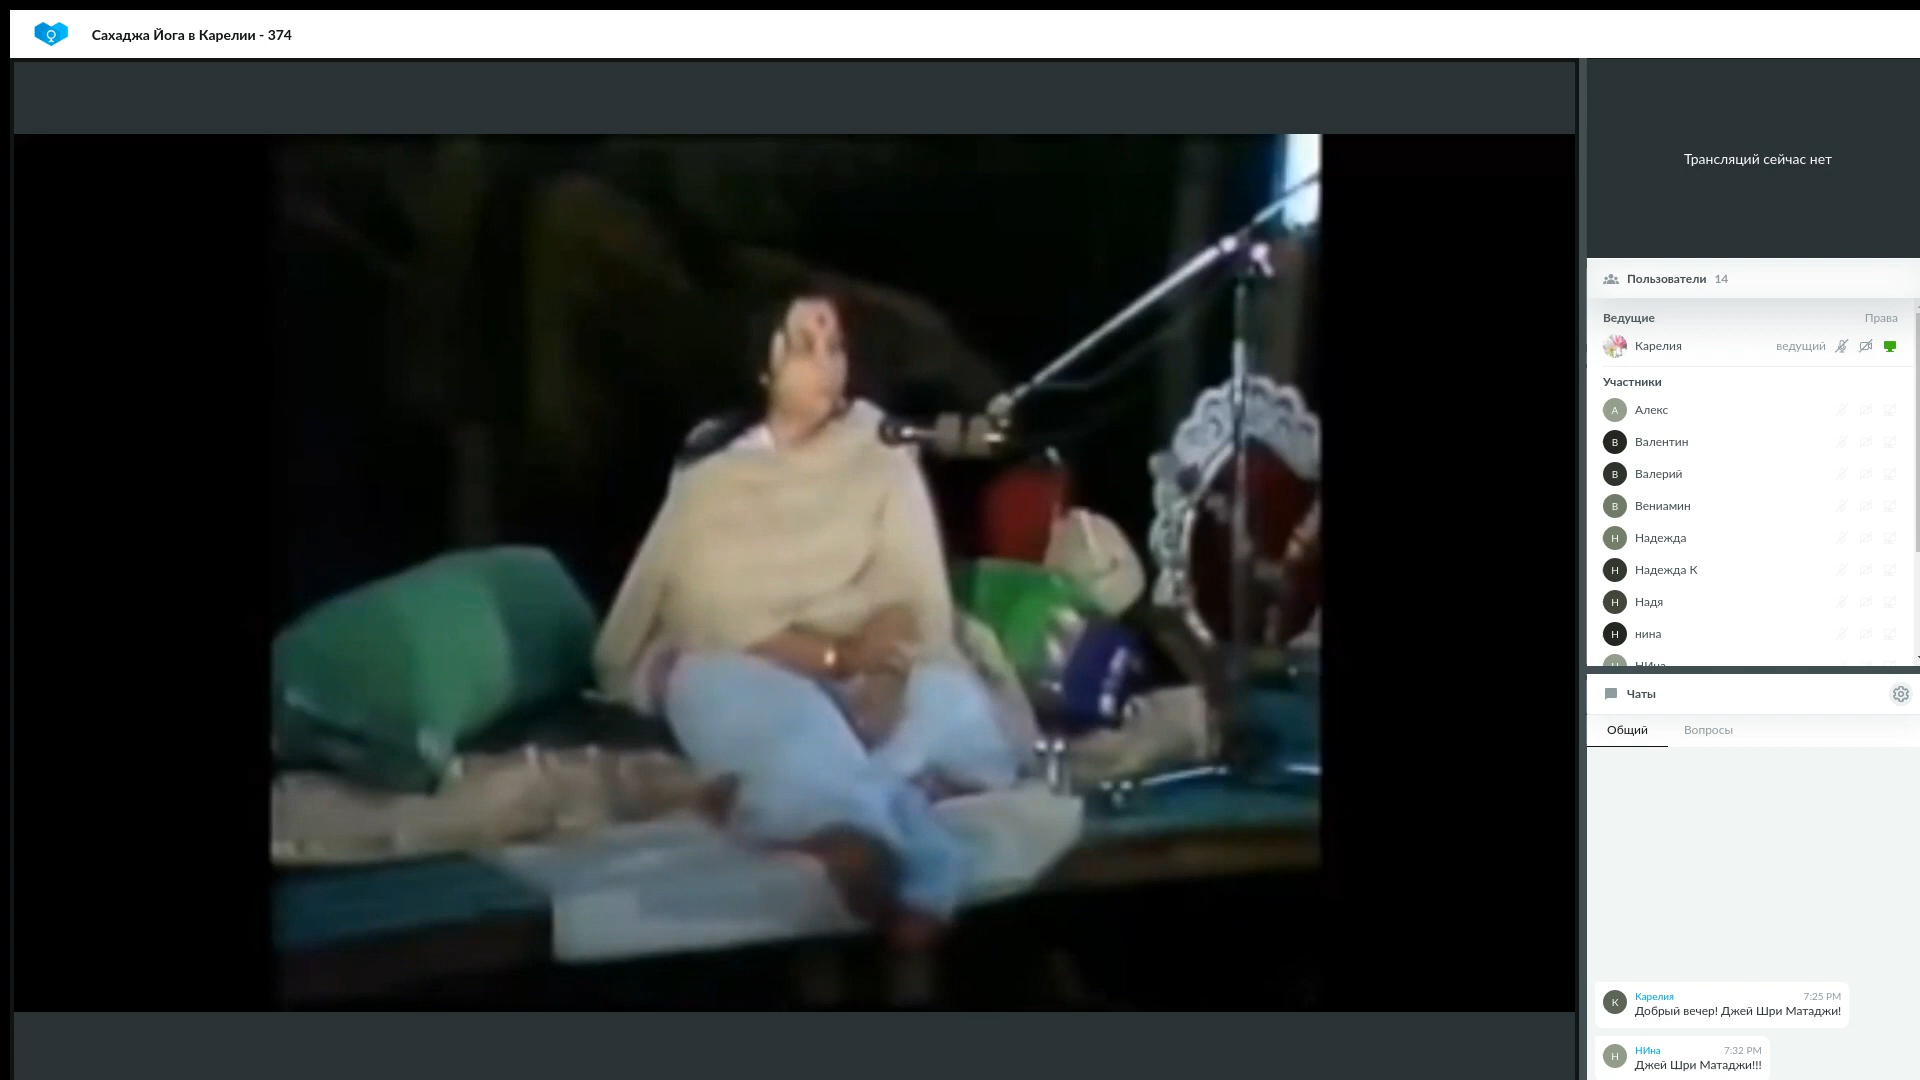 Сахаджа Йога в Карелии - 374
Трансляций сейчас нет
Пользователи 14
Ведущие Права
Карелия ведущий
Участники
А Алекс
В Валентин
В Валерий
В Вениамин
Н Надежда
Н Надежда К
Н Надя
Н нина
Н НИна
Чаты
Общий Вопросы
К Карелия 7:25 PM
Добрый вечер! Джей Шри Матаджи!
Н НИна 7:32 PM
Джей Шри Матаджи!!!